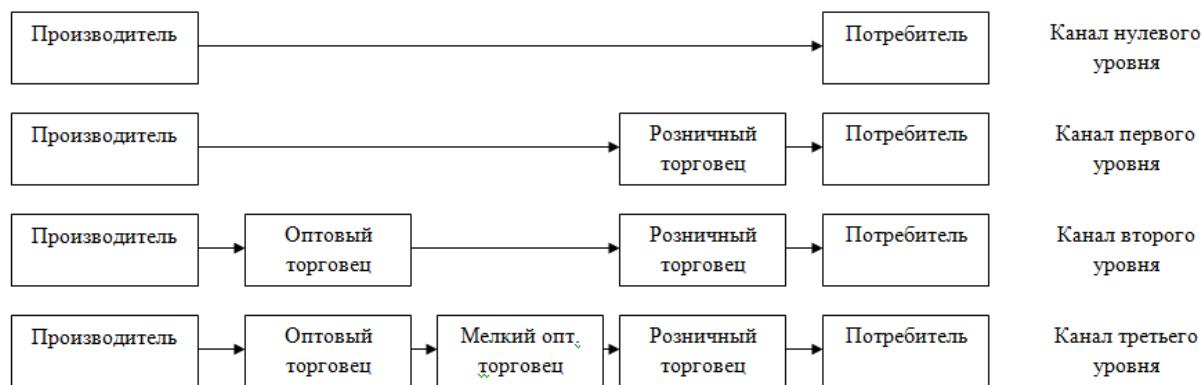 Производитель
Потребитель
Канал нулевого
уровня
Производитель
Розничный
торговец
Потребитель
Канал первого
уровня
Производитель
Оптовый
торговец
Розничный
торговец
Потребитель
Канал второго
уровня
Производитель
Оптовый
торговец
Мелкий опт.
торговец
Розничный
торговец
Потребитель
Канал третьего
уровня